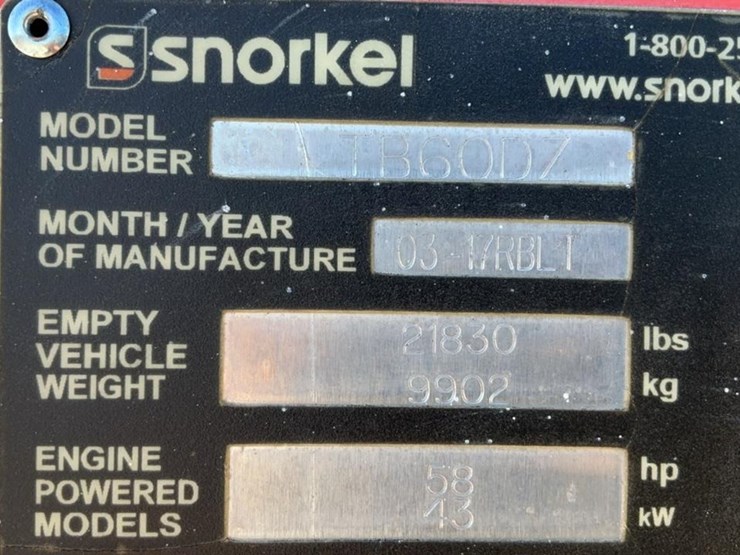 snorkel
1-800-25
www.snork
MODEL
NUMBER
TB60DZ
MONTH / YEAR
OF MANUFACTURE
03-17RBLT
EMPTY
VEHICLE
WEIGHT
21830 lbs
9902 kg
ENGINE
POWERED
MODELS
58 hp
43 kW